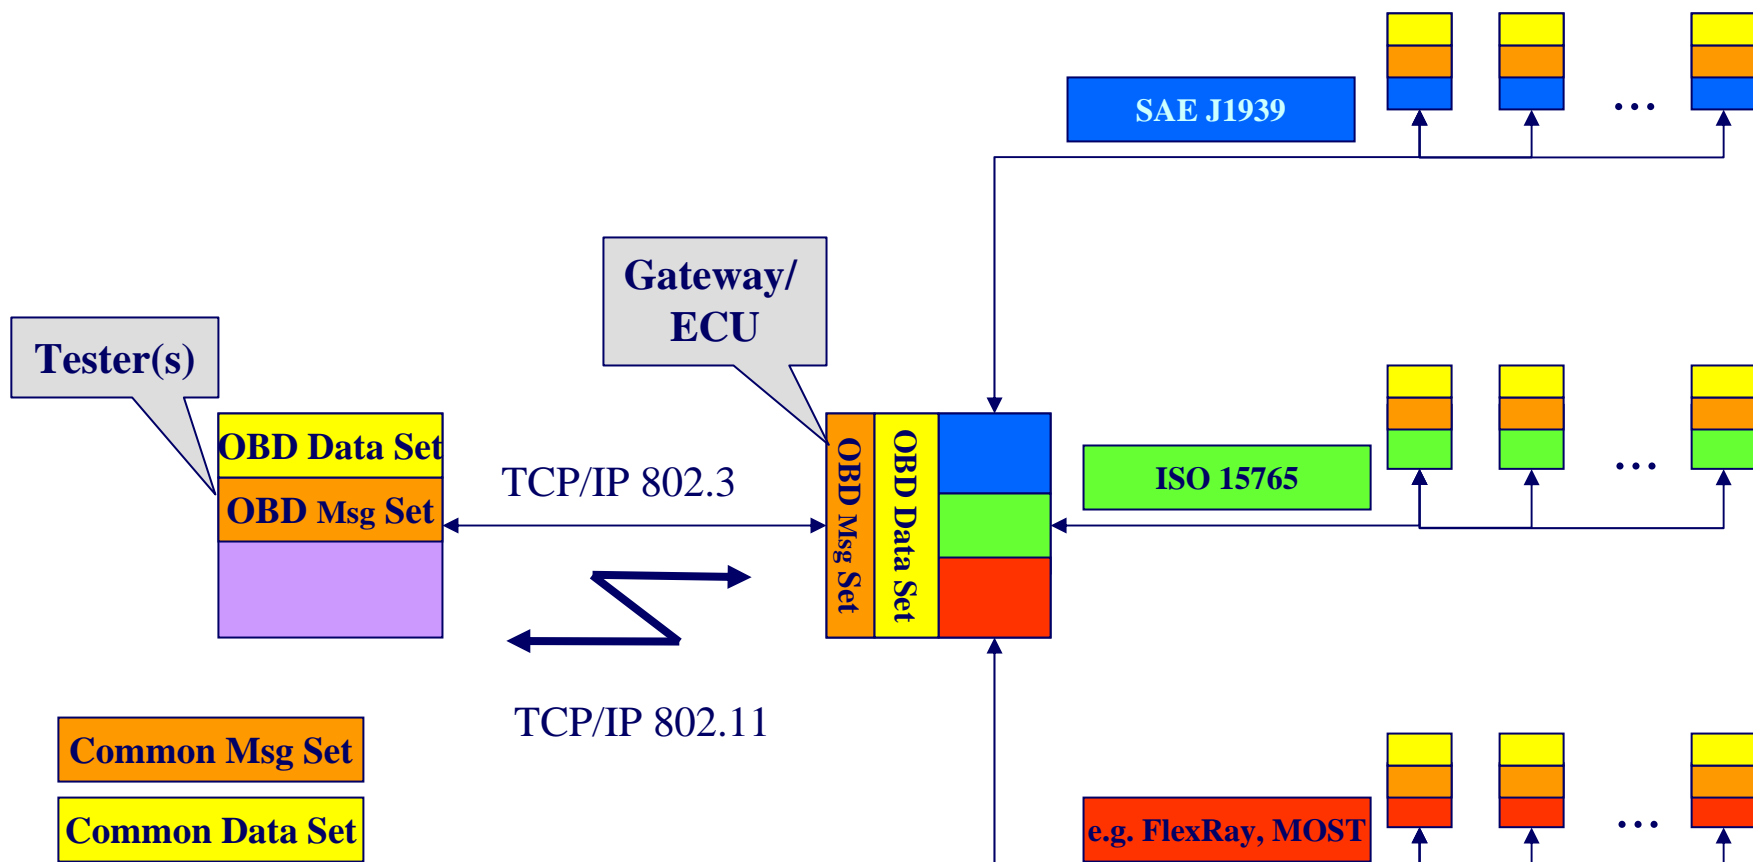 SAE J1939
...
Gateway/
ECU
Tester(s)
OBD Data Set
OBD Msg Set
TCP/IP 802.3
OBD Msg Set
OBD Data Set
ISO 15765
...
TCP/IP 802.11
Common Msg Set
Common Data Set
e.g. FlexRay, MOST
...